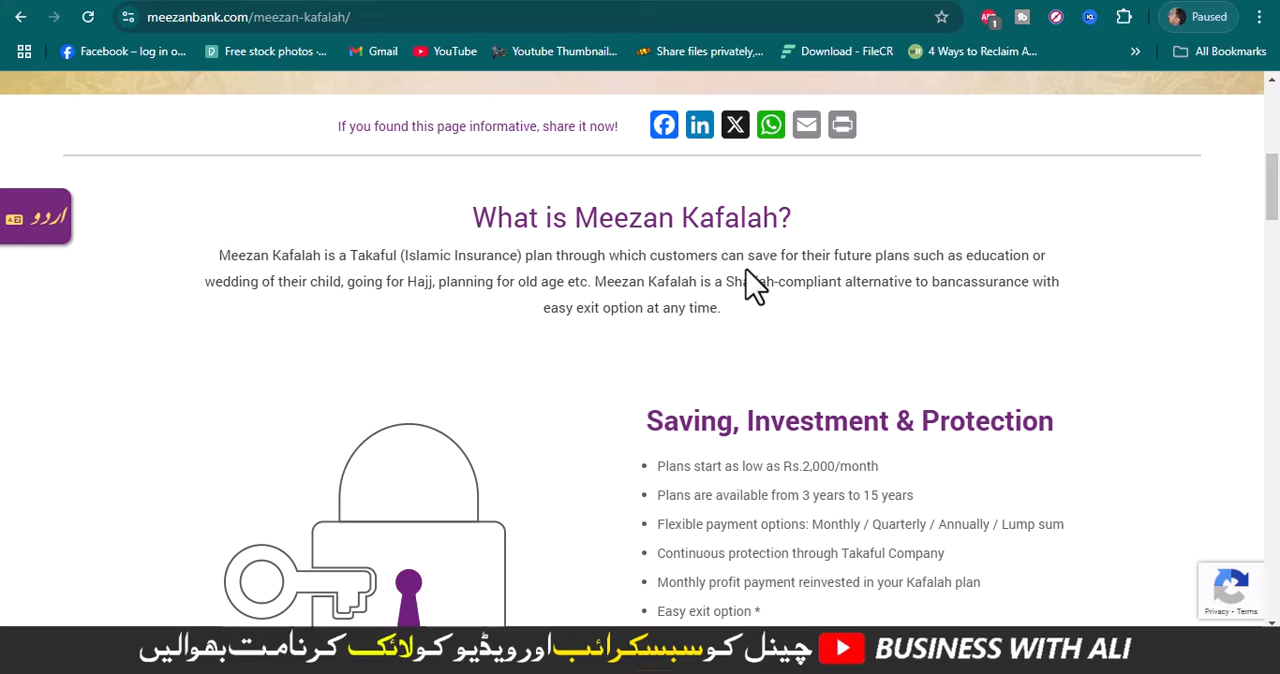 meezanbank.com/meezan-kafalah/
Paused
Facebook – log in o...
Free stock photos -...
Gmail
YouTube
Youtube Thumbnail...
Share files privately,...
Download - FileCR
4 Ways to Reclaim A...
»
All Bookmarks
If you found this page informative, share it now!
اردو
What is Meezan Kafalah?
Meezan Kafalah is a Takaful (Islamic Insurance) plan through which customers can save for their future plans such as education or
wedding of their child, going for Hajj, planning for old age etc. Meezan Kafalah is a Shariah-compliant alternative to bancassurance with
easy exit option at any time.
Saving, Investment & Protection
• Plans start as low as Rs.2,000/month
• Plans are available from 3 years to 15 years
• Flexible payment options: Monthly / Quarterly / Annually / Lump sum
• Continuous protection through Takaful Company
• Monthly profit payment reinvested in your Kafalah plan
• Easy exit option *
Privacy - Terms
چینل کو سبسکرائب اور ویڈیو کو لائک کرنا مت بھولیں
BUSINESS WITH ALI